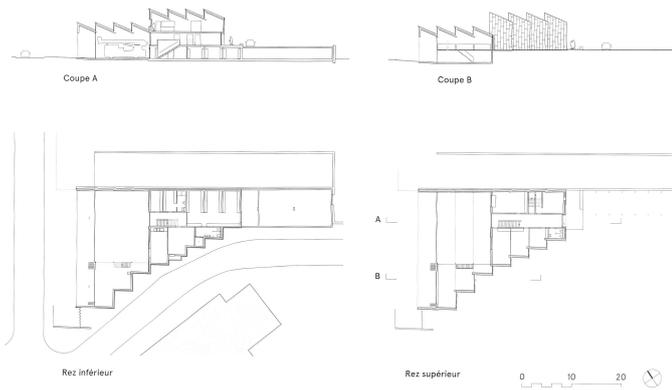 Coupe A
Coupe B
A
B
Rez inférieur
Rez supérieur
0 10 20